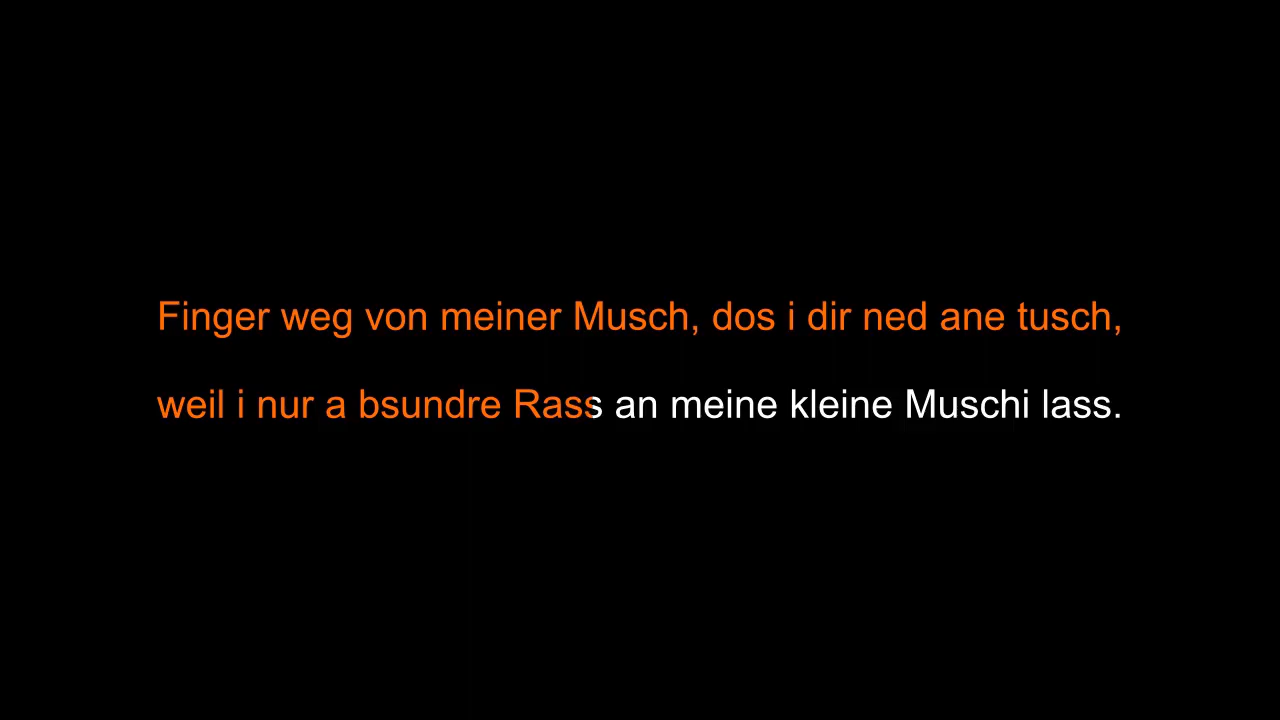 Finger weg von meiner Musch, dos i dir ned ane tusch,
weil i nur a bsundre Rass an meine kleine Muschi lass.